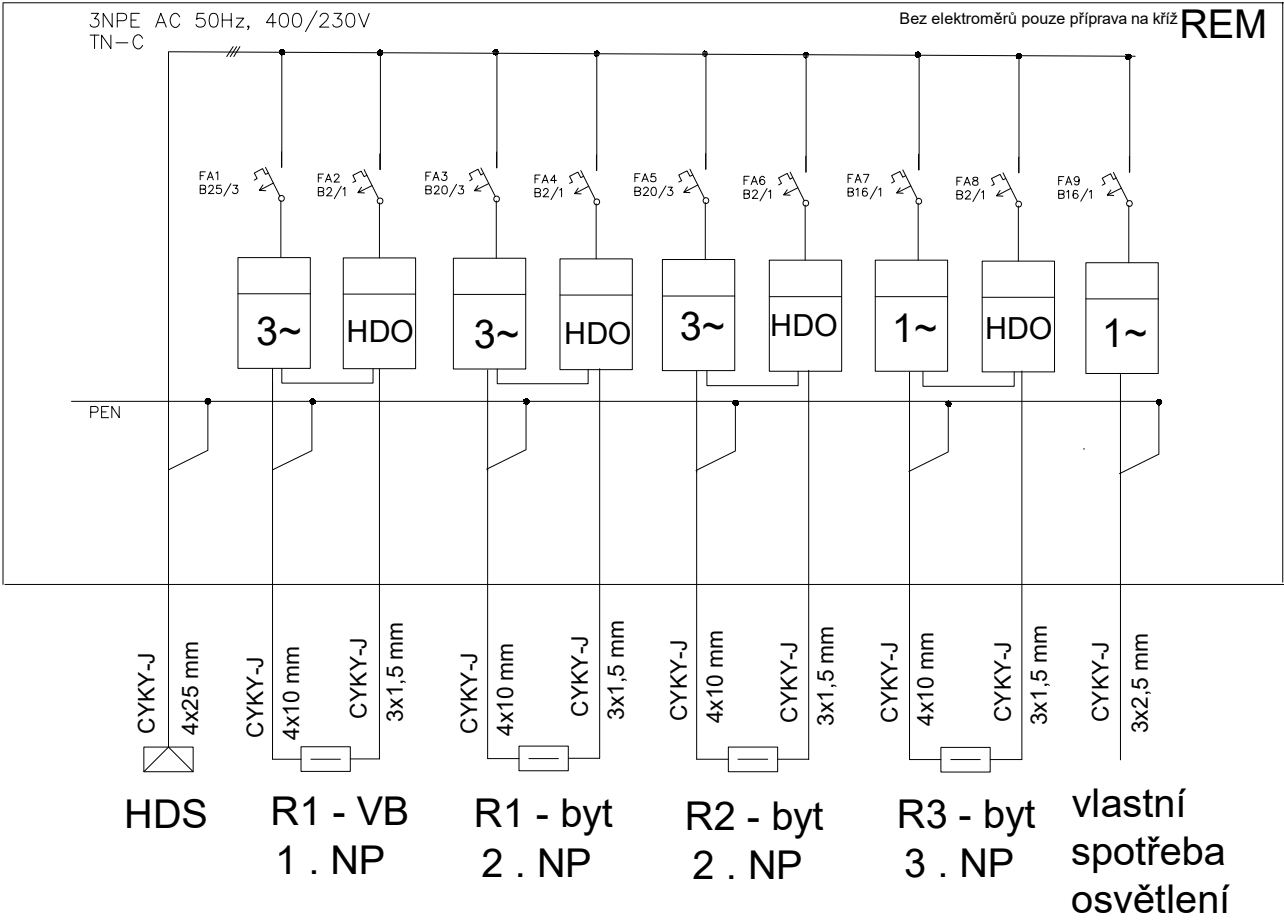 3NPE AC 50Hz, 400/230V
TN-C
Bez elektroměrů pouze příprava na kříž
REM
FA1
B25/3
FA2
B2/1
FA3
B20/3
FA4
B2/1
FA5
B20/3
FA6
B2/1
FA7
B16/1
FA8
B2/1
FA9
B16/1
3~
HDO
3~
HDO
3~
HDO
1~
HDO
1~
PEN
CYKY-J
4x25 mm
CYKY-J
4x10 mm
CYKY-J
3x1,5 mm
CYKY-J
4x10 mm
CYKY-J
3x1,5 mm
CYKY-J
4x10 mm
CYKY-J
3x1,5 mm
CYKY-J
4x10 mm
CYKY-J
3x1,5 mm
CYKY-J
3x2,5 mm
HDS
R1 - VB
1 . NP
R1 - byt
2 . NP
R2 - byt
2 . NP
R3 - byt
3 . NP
vlastní
spotřeba
osvětlení